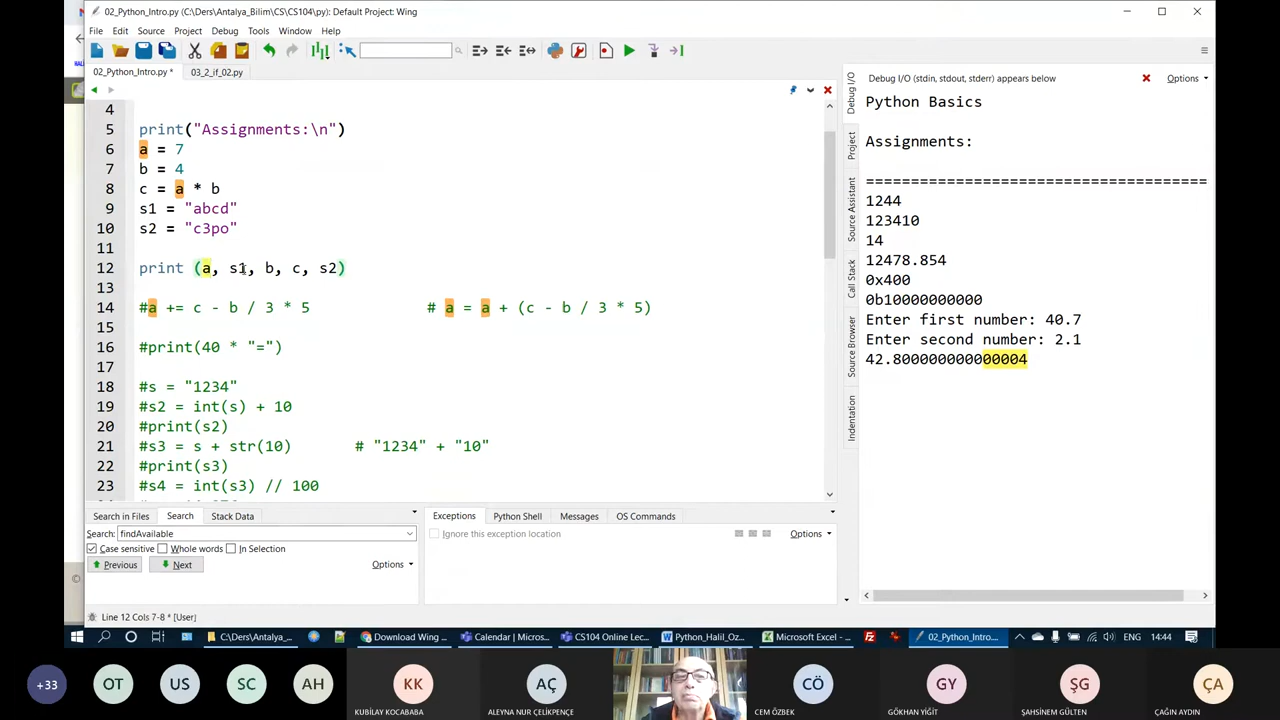 02_Python_Intro.py (C:\Ders\Antalya_Bilim\CS\CS104\py): Default Project: Wing
File Edit Source Project Debug Tools Window Help
02_Python_Intro.py * 03_2_if_02.py
4
5 print("Assignments:\n")
6 a = 7
7 b = 4
8 c = a * b
9 s1 = "abcd"
10 s2 = "c3po"
11
12 print (a, s1, b, c, s2)
13
14 #a += c - b / 3 * 5 # a = a + (c - b / 3 * 5)
15
16 #print(40 * "=")
17
18 #s = "1234"
19 #s2 = int(s) + 10
20 #print(s2)
21 #s3 = s + str(10) # "1234" + "10"
22 #print(s3)
23 #s4 = int(s3) // 100
Debug I/O
Project
Source Assistant
Call Stack
Source Browser
Indentation
Debug I/O (stdin, stdout, stderr) appears below Options
Python Basics
Assignments:
======================================
1244
123410
14
12478.854
0x400
0b10000000000
Enter first number: 40.7
Enter second number: 2.1
42.800000000000004
Search in Files Search Stack Data
Search: findAvailable
Case sensitive Whole words In Selection
Previous Next Options
Exceptions Python Shell Messages OS Commands
Ignore this exception location Options
Line 12 Cols 7-8 * [User]
C:\Ders\Antalya_... Download Wing ... Calendar | Micros... CS104 Online Lec... Python_Halil_Oz... Microsoft Excel - ... 02_Python_Intro.... ENG 14:44
+33 OT US SC AH KK AÇ CÖ GY ŞG ÇA
KUBİLAY KOCABABA ALEYNA NUR ÇELİKPENÇE CEM ÖZBEK GÖKHAN YİĞİT ŞAHSİNEM GÜLTEN ÇAĞIN AYDIN